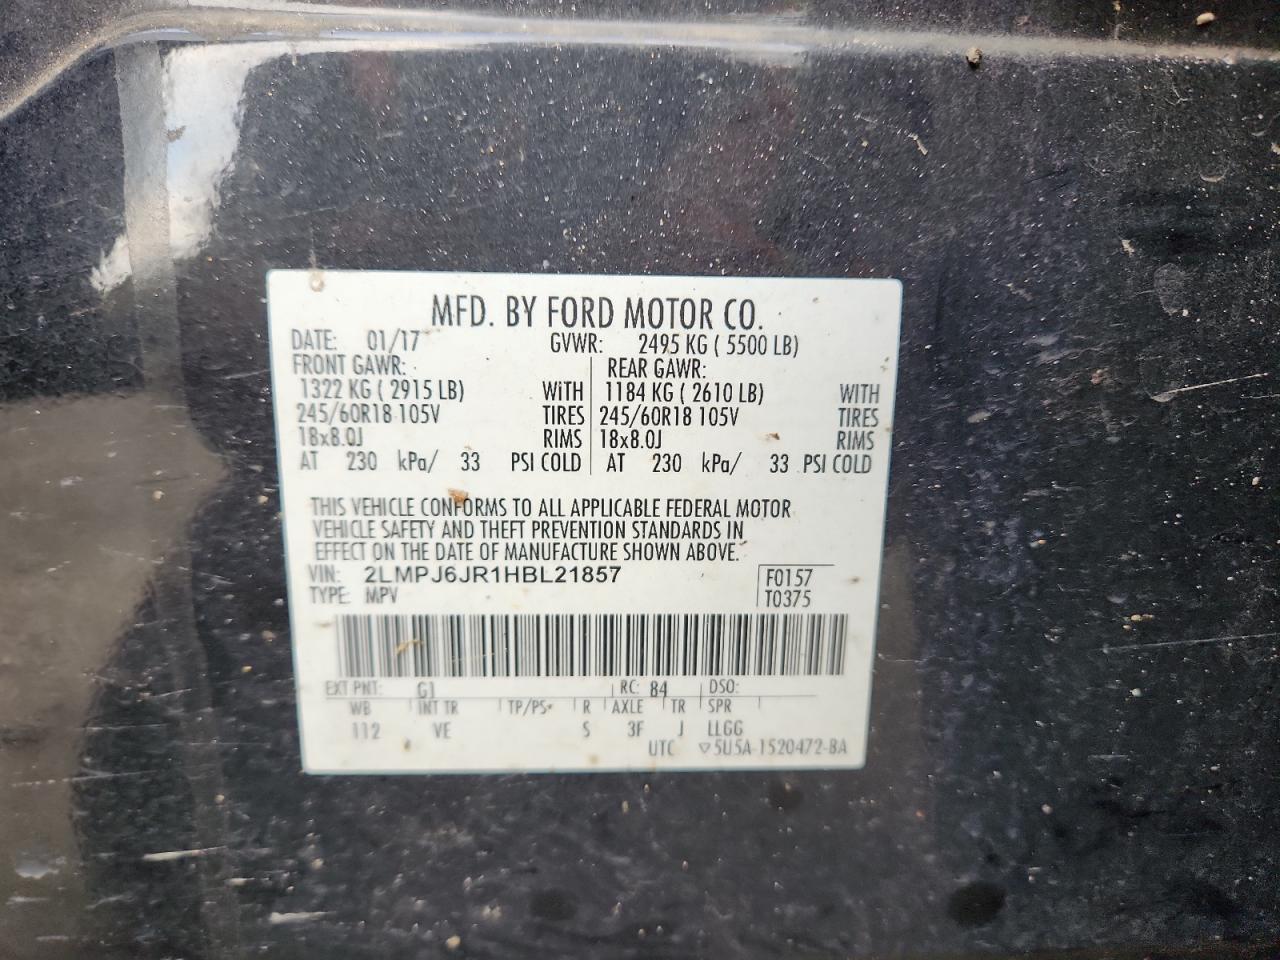 MFD. BY FORD MOTOR CO.
DATE: 01/17 GVWR: 2495 KG ( 5500 LB)
FRONT GAWR: REAR GAWR:
1322 KG ( 2915 LB) WITH 1184 KG ( 2610 LB) WITH
245/60R18 105V TIRES 245/60R18 105V TIRES
18x8.0J RIMS 18x8.0J RIMS
AT 230 kPa/ 33 PSI COLD AT 230 kPa/ 33 PSI COLD
THIS VEHICLE CONFORMS TO ALL APPLICABLE FEDERAL MOTOR
VEHICLE SAFETY AND THEFT PREVENTION STANDARDS IN
EFFECT ON THE DATE OF MANUFACTURE SHOWN ABOVE.
VIN: 2LMPJ6JR1HBL21857 F0157
TYPE: MPV T0375
EXT PNT: G1 RC: 84 DSO:
WB INT TR TP/PS R AXLE TR SPR
112 VE S 3F J LLGG
UTC ▽5U5A-1520472-BA